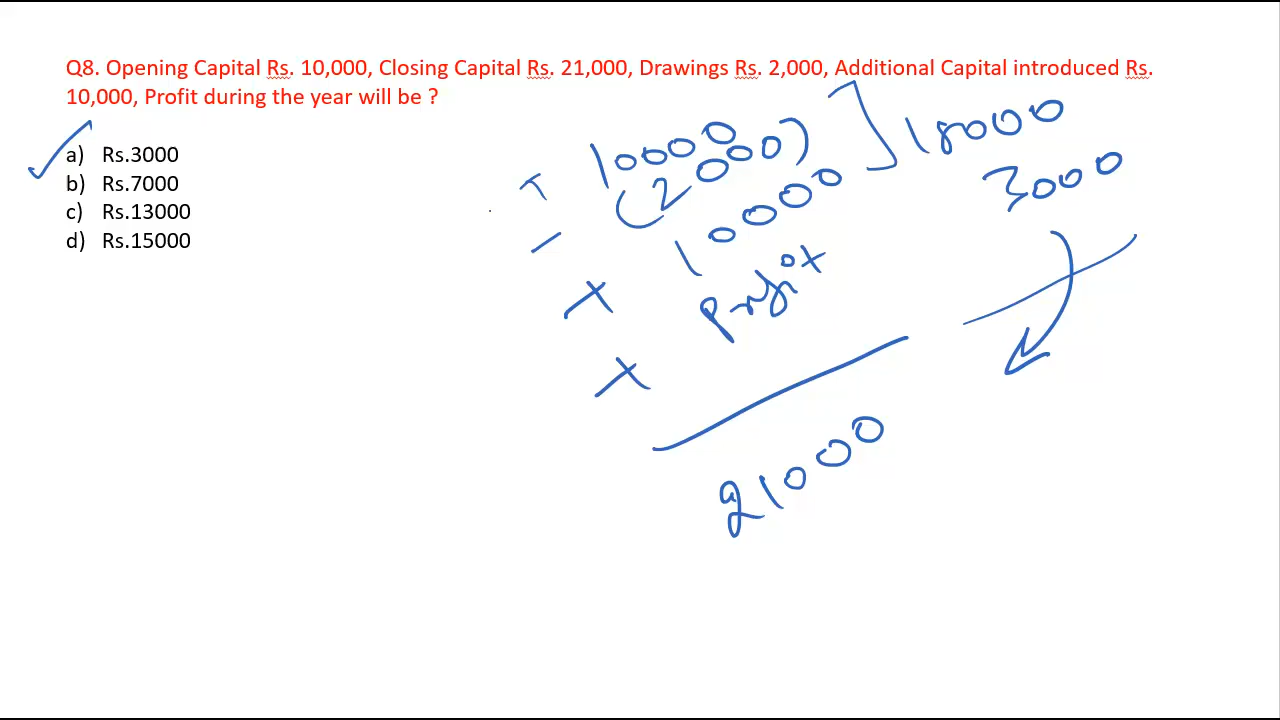 Q8. Opening Capital Rs. 10,000, Closing Capital Rs. 21,000, Drawings Rs. 2,000, Additional Capital introduced Rs.
10,000, Profit during the year will be ?
a) Rs.3000
b) Rs.7000
c) Rs.13000
d) Rs.15000
10000
- (2000) ] 18000
+ 10000
3000
+ Profit
21000